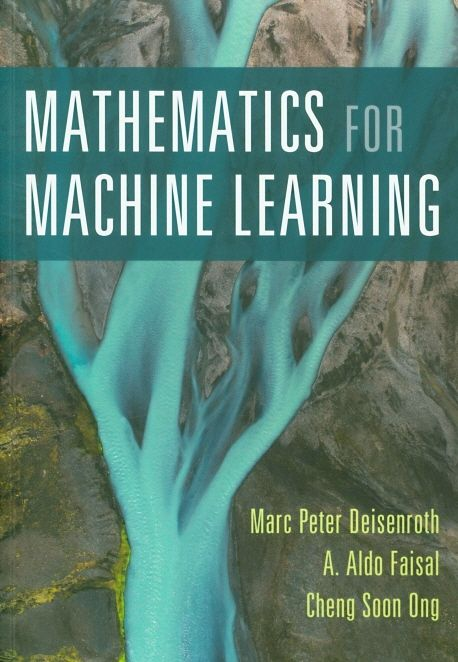 MATHEMATICS FOR
MACHINE LEARNING
Marc Peter Deisenroth
A. Aldo Faisal
Cheng Soon Ong